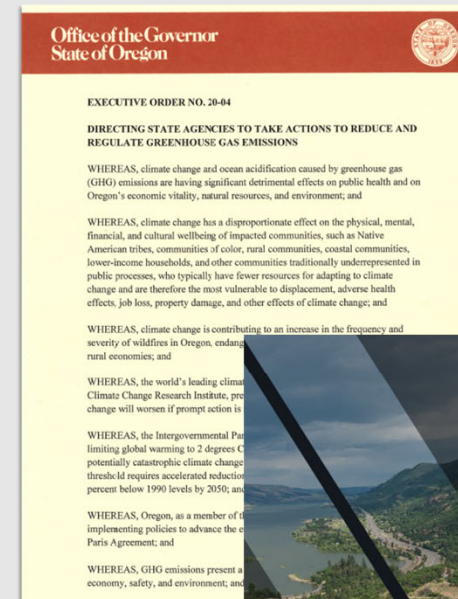 Office of the Governor
State of Oregon
EXECUTIVE ORDER NO. 20-04
DIRECTING STATE AGENCIES TO TAKE ACTIONS TO REDUCE AND
REGULATE GREENHOUSE GAS EMISSIONS
WHEREAS, climate change and ocean acidification caused by greenhouse gas
(GHG) emissions are having significant detrimental effects on public health and on
Oregon's economic vitality, natural resources, and environment; and
WHEREAS, climate change has a disproportionate effect on the physical, mental,
financial, and cultural wellbeing of impacted communities, such as Native
American tribes, communities of color, rural communities, coastal communities,
lower-income households, and other communities traditionally underrepresented in
public processes, who typically have fewer resources for adapting to climate
change and are therefore the most vulnerable to displacement, adverse health
effects, job loss, property damage, and other effects of climate change; and
WHEREAS, climate change is contributing to an increase in the frequency and
severity of wildfires in Oregon, endang
rural economies; and
WHEREAS, the world's leading climat
Climate Change Research Institute, pre
change will worsen if prompt action is
WHEREAS, the Intergovernmental Par
limiting global warming to 2 degrees C
potentially catastrophic climate change
threshold requires accelerated reduction
percent below 1990 levels by 2050; and
WHEREAS, Oregon, as a member of t
implementing policies to advance the e
Paris Agreement; and
WHEREAS, GHG emissions present a
economy, safety, and environment; and